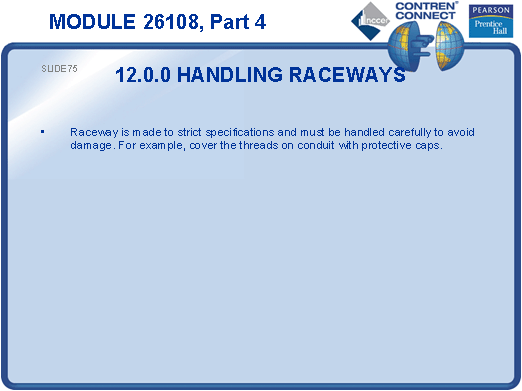 MODULE 26108, Part 4
nccer
CONTREN
CONNECT
PEARSON
Prentice
Hall
SLIDE 75
12.0.0 HANDLING RACEWAYS
• Raceway is made to strict specifications and must be handled carefully to avoid
damage. For example, cover the threads on conduit with protective caps.